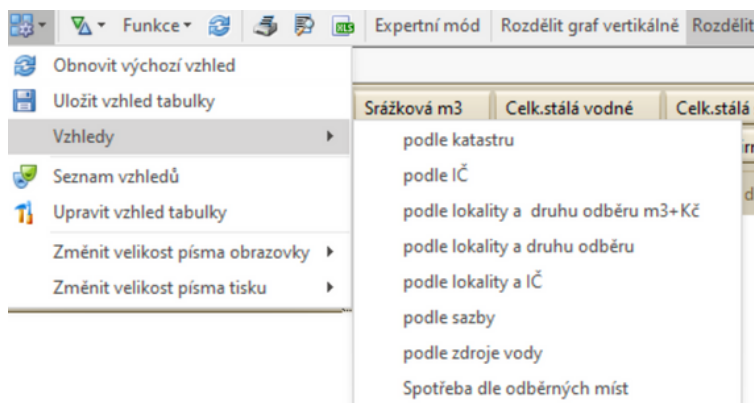 Funkce Expertní mód Rozdělit graf vertikálně Rozdělit
Obnovit výchozí vzhled
Uložit vzhled tabulky
Srážková m3 Celk.stálá vodné Celk.stálá
Vzhledy
podle katastru
podle IČ
Seznam vzhledů
podle lokality a druhu odběru m3+Kč
Upravit vzhled tabulky
podle lokality a druhu odběru
Změnit velikost písma obrazovky
podle lokality a IČ
Změnit velikost písma tisku
podle sazby
podle zdroje vody
Spotřeba dle odběrných míst